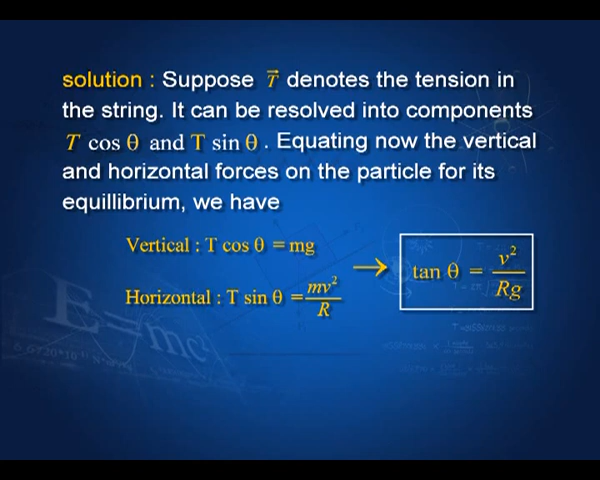 solution : Suppose T⃗ denotes the tension in
the string. It can be resolved into components
T cos θ and T sin θ . Equating now the vertical
and horizontal forces on the particle for its
equillibrium, we have
Vertical : T cos θ = mg
Horizontal : T sin θ = mv²/R
→ tan θ = v²/Rg
E=mc²